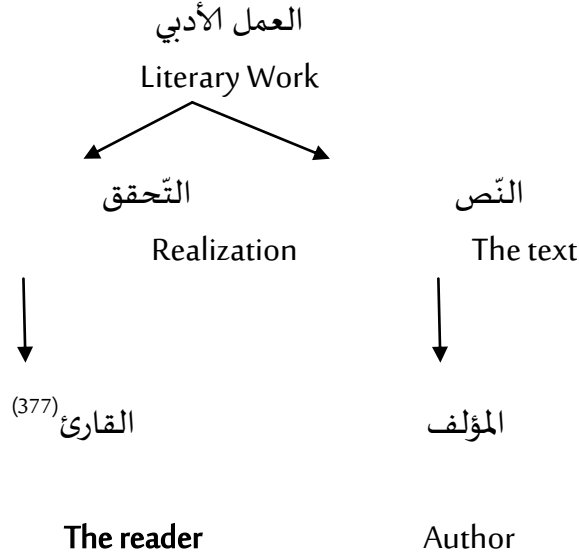 العمل الأدبي
Literary Work
النّص التّحقق
Realization The text
المؤلف القارئ(377)
The reader Author